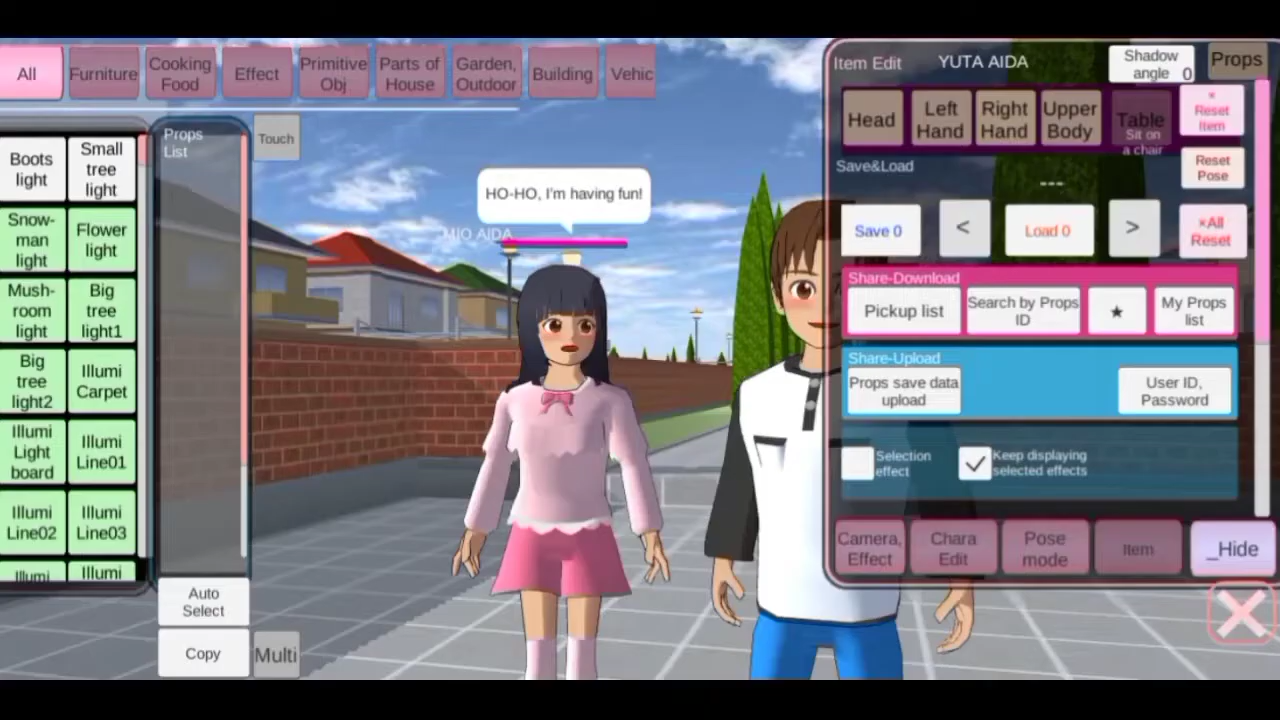 All
Furniture
Cooking
Food
Effect
Primitive
Obj
Parts of
House
Garden,
Outdoor
Building
Vehic
Boots
light
Small
tree
light
Snow-
man
light
Flower
light
Mush-
room
light
Big
tree
light1
Big
tree
light2
Illumi
Carpet
Illumi
Light
board
Illumi
Line01
Illumi
Line02
Illumi
Line03
Illumi
Illumi
Props
List
Touch
Auto
Select
Copy
Multi
HO-HO, I'm having fun!
MIO AIDA
Item Edit
YUTA AIDA
Shadow
angle 0
Props
Head
Left
Hand
Right
Hand
Upper
Body
Table
Sit on
a chair
×
Reset
Item
Save&Load
---
Reset
Pose
Save 0
<
Load 0
>
×All
Reset
Share-Download
Pickup list
Search by Props
ID
★
My Props
list
Share-Upload
Props save data
upload
User ID,
Password
Selection
effect
Keep displaying
selected effects
Camera,
Effect
Chara
Edit
Pose
mode
Item
_Hide